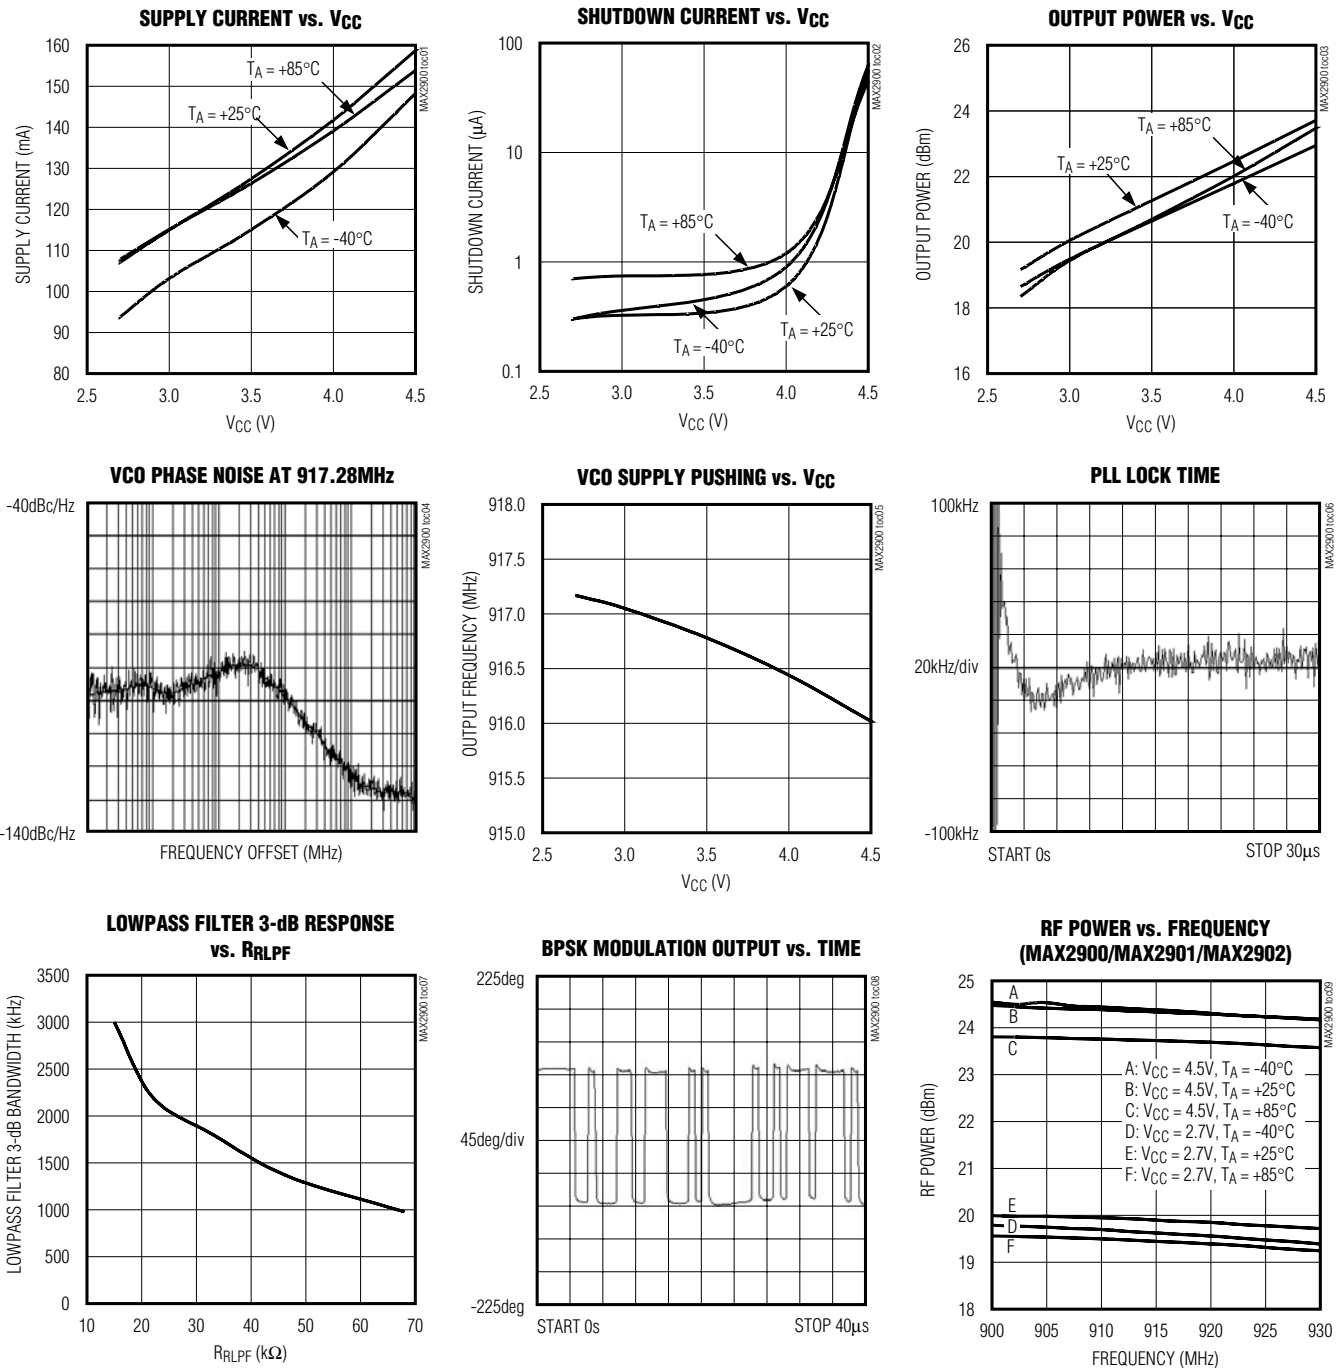 SUPPLY CURRENT vs. VCC
160
150
140
130
120
110
100
90
80
SUPPLY CURRENT (mA)
TA = +85°C
TA = +25°C
TA = -40°C
2.5 3.0 3.5 4.0 4.5
VCC (V)
MAX2900 toc01
SHUTDOWN CURRENT vs. VCC
100
10
1
0.1
SHUTDOWN CURRENT (µA)
TA = +85°C
TA = -40°C
TA = +25°C
2.5 3.0 3.5 4.0 4.5
VCC (V)
MAX2900 toc02
OUTPUT POWER vs. VCC
26
24
22
20
18
16
OUTPUT POWER (dBm)
TA = +85°C
TA = +25°C
TA = -40°C
2.5 3.0 3.5 4.0 4.5
VCC (V)
MAX2900 toc03
VCO PHASE NOISE AT 917.28MHz
-40dBc/Hz
-140dBc/Hz
FREQUENCY OFFSET (MHz)
MAX2900 toc04
VCO SUPPLY PUSHING vs. VCC
918.0
917.5
917.0
916.5
916.0
915.5
915.0
OUTPUT FREQUENCY (MHz)
2.5 3.0 3.5 4.0 4.5
VCC (V)
MAX2900 toc05
PLL LOCK TIME
100kHz
20kHz/div
-100kHz
START 0s STOP 30µs
MAX2900 toc06
LOWPASS FILTER 3-dB RESPONSE
vs. RRLPF
3500
3000
2500
2000
1500
1000
500
0
LOWPASS FILTER 3-dB BANDWIDTH (kHz)
10 20 30 40 50 60 70
RRLPF (kΩ)
MAX2900 toc07
BPSK MODULATION OUTPUT vs. TIME
225deg
45deg/div
-225deg
START 0s STOP 40µs
MAX2900 toc08
RF POWER vs. FREQUENCY
(MAX2900/MAX2901/MAX2902)
25
24
23
22
21
20
19
18
RF POWER (dBm)
A
B
C
A: VCC = 4.5V, TA = -40°C
B: VCC = 4.5V, TA = +25°C
C: VCC = 4.5V, TA = +85°C
D: VCC = 2.7V, TA = -40°C
E: VCC = 2.7V, TA = +25°C
F: VCC = 2.7V, TA = +85°C
E
D
F
900 905 910 915 920 925 930
FREQUENCY (MHz)
MAX2900 toc09